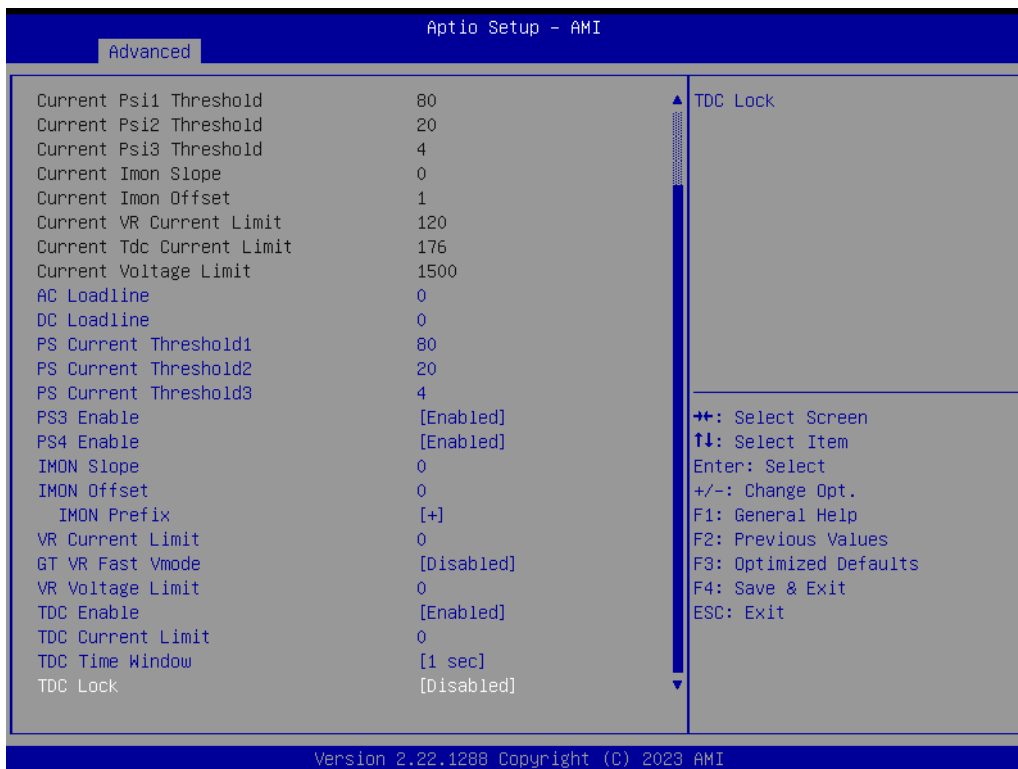 Aptio Setup – AMI
Advanced
Current Psi1 Threshold 80
Current Psi2 Threshold 20
Current Psi3 Threshold 4
Current Imon Slope 0
Current Imon Offset 1
Current VR Current Limit 120
Current Tdc Current Limit 176
Current Voltage Limit 1500
AC Loadline 0
DC Loadline 0
PS Current Threshold1 80
PS Current Threshold2 20
PS Current Threshold3 4
PS3 Enable [Enabled]
PS4 Enable [Enabled]
IMON Slope 0
IMON Offset 0
IMON Prefix [+]
VR Current Limit 0
GT VR Fast Vmode [Disabled]
VR Voltage Limit 0
TDC Enable [Enabled]
TDC Current Limit 0
TDC Time Window [1 sec]
TDC Lock [Disabled]
TDC Lock
→←: Select Screen
↑↓: Select Item
Enter: Select
+/-: Change Opt.
F1: General Help
F2: Previous Values
F3: Optimized Defaults
F4: Save & Exit
ESC: Exit
Version 2.22.1288 Copyright (C) 2023 AMI